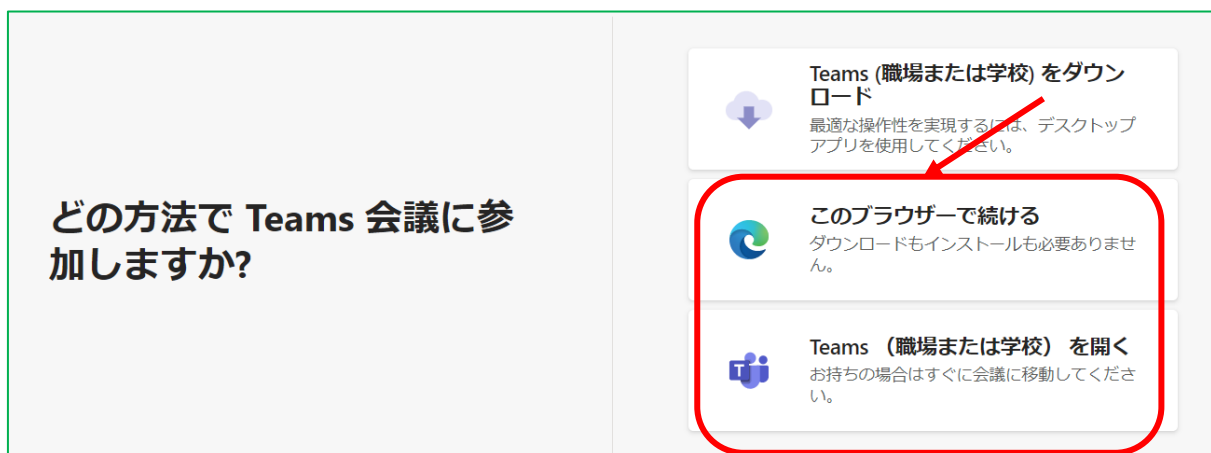 どの方法で Teams 会議に参
加しますか?
Teams (職場または学校) をダウン
ロード
最適な操作性を実現するには、デスクトップ
アプリを使用してください。
このブラウザーで続ける
ダウンロードもインストールも必要ありませ
ん。
Teams （職場または学校） を開く
お持ちの場合はすぐに会議に移動してくださ
い。